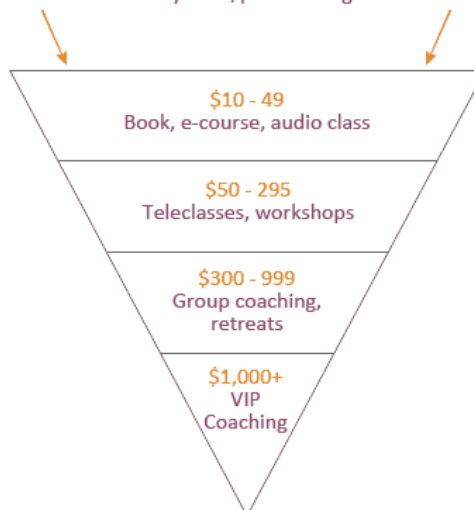 $10 - 49
Book, e-course, audio class
$50 - 295
Teleclasses, workshops
$300 - 999
Group coaching,
retreats
$1,000+
VIP
Coaching